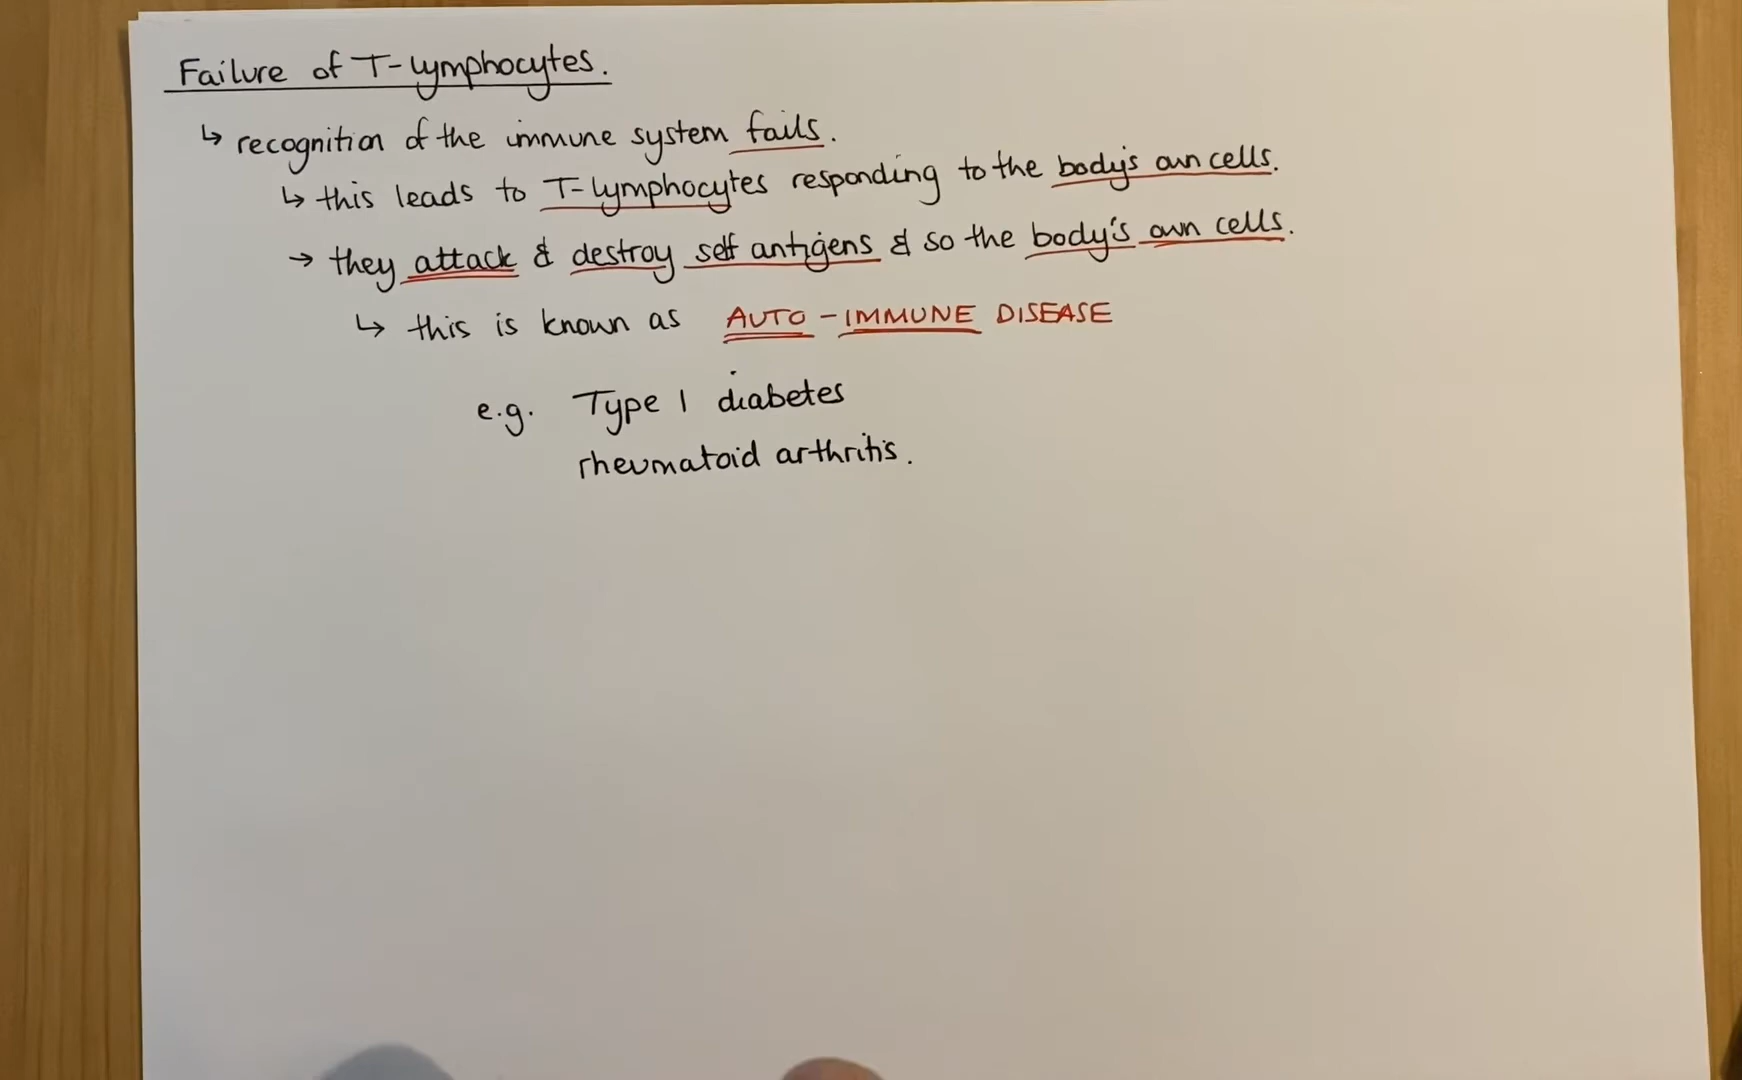 Failure of T-lymphocytes.
↳ recognition of the immune system fails.
↳ this leads to T-lymphocytes responding to the body's own cells.
→ they attack & destroy self antigens & so the body's own cells.
↳ this is known as AUTO-IMMUNE DISEASE
e.g. Type 1 diabetes
rheumatoid arthritis.